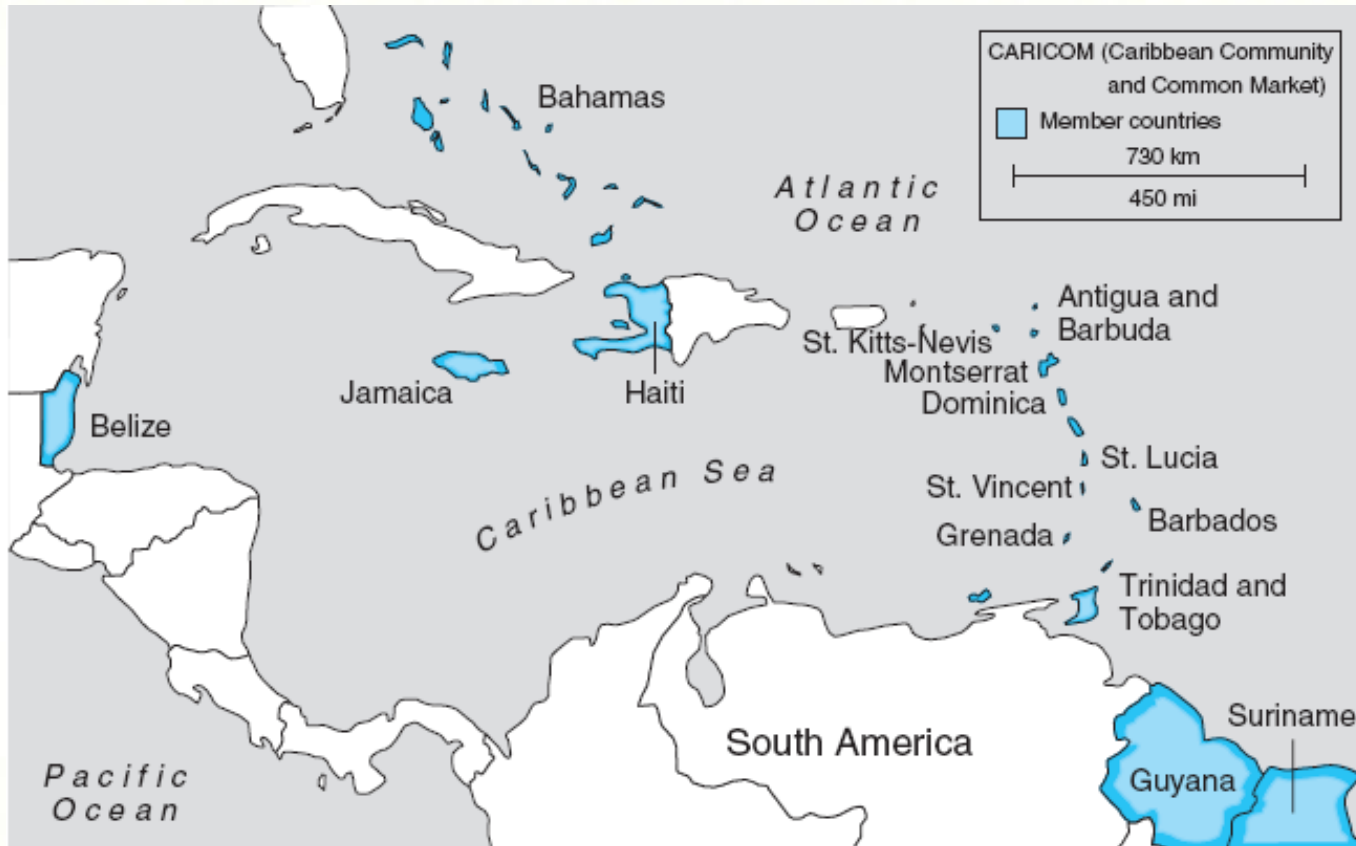 CARICOM (Caribbean Community
and Common Market)
Member countries
730 km
450 mi
Bahamas
Atlantic
Ocean
Antigua and
Barbuda
St. Kitts-Nevis
Montserrat
Jamaica
Haiti
Dominica
Belize
St. Lucia
Caribbean Sea
St. Vincent
Barbados
Grenada
Trinidad and
Tobago
Suriname
South America
Guyana
Pacific
Ocean